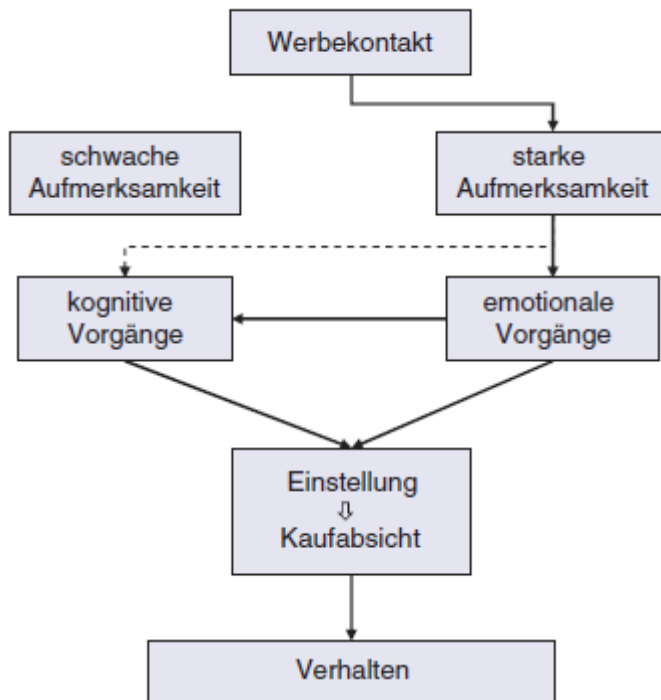 Werbekontakt
schwache
Aufmerksamkeit
starke
Aufmerksamkeit
kognitive
Vorgänge
emotionale
Vorgänge
Einstellung
⇩
Kaufabsicht
Verhalten